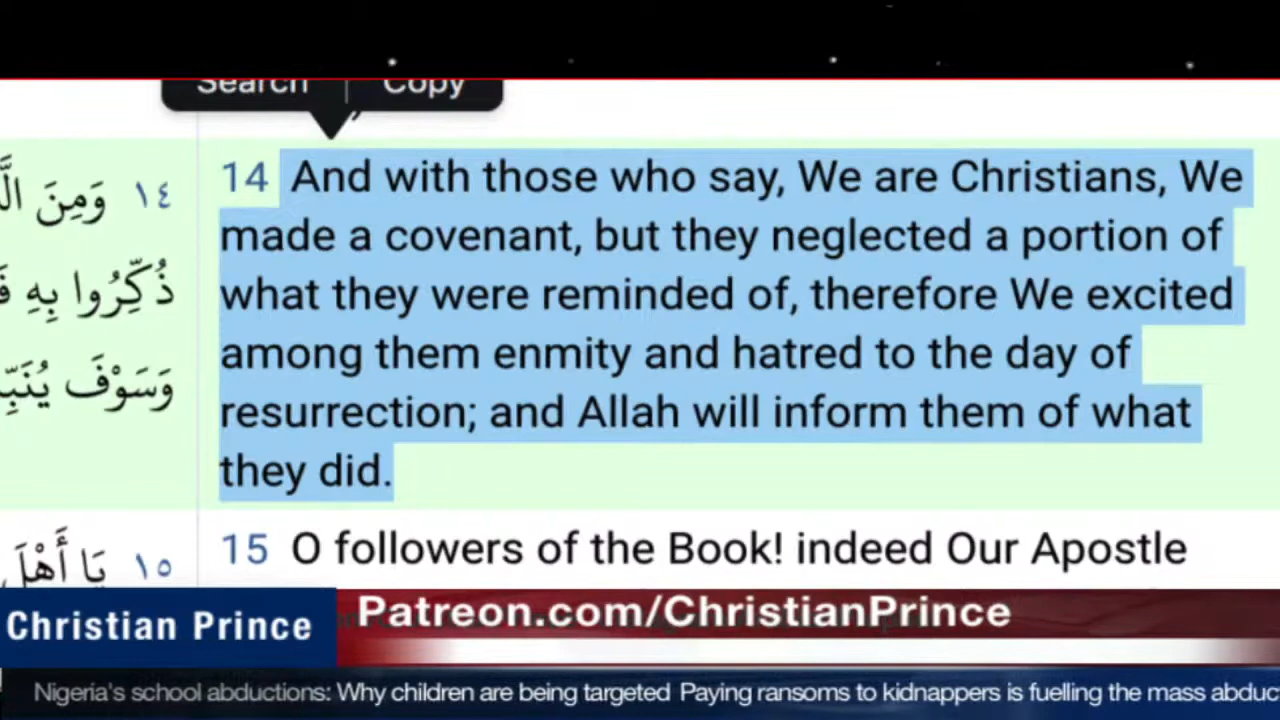 Search Copy
14 And with those who say, We are Christians, We
made a covenant, but they neglected a portion of
what they were reminded of, therefore We excited
among them enmity and hatred to the day of
resurrection; and Allah will inform them of what
they did.
١٤ وَمِنَ
ذُكِّرُوا بِهِ
وَسَوْفَ
15 O followers of the Book! indeed Our Apostle
١٥ يَا أَهْلَ
Christian Prince
Patreon.com/ChristianPrince
Nigeria's school abductions: Why children are being targeted Paying ransoms to kidnappers is fuelling the mass abduc